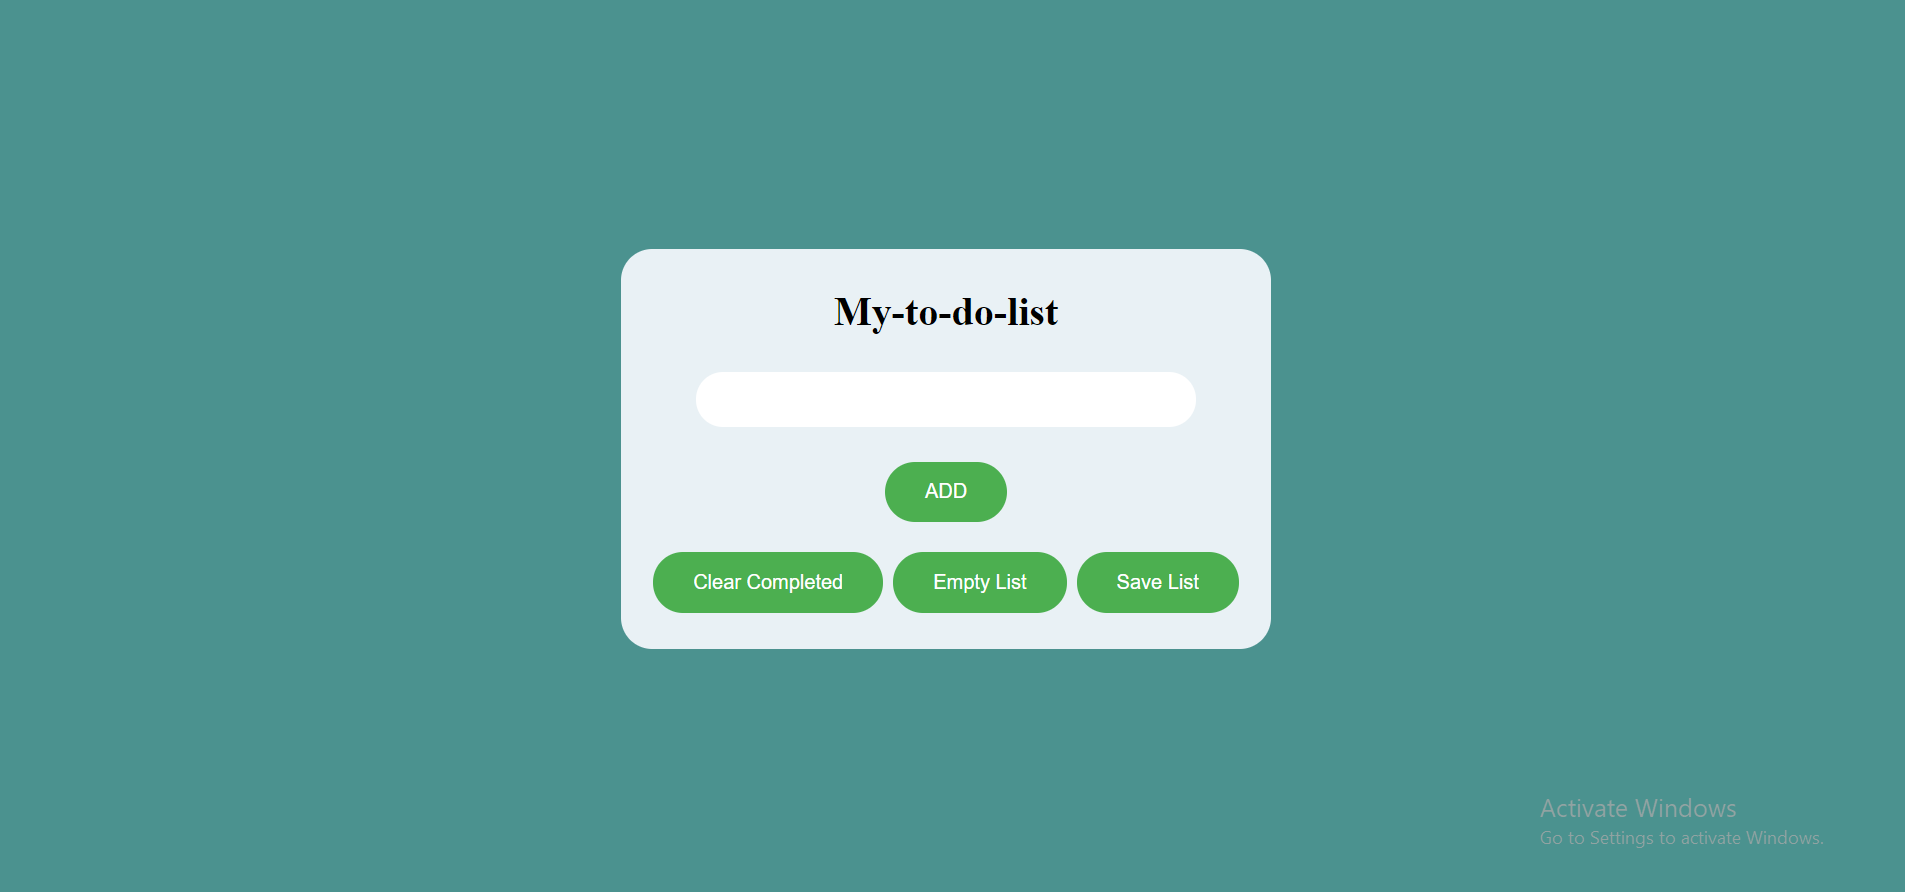 My-to-do-list
ADD
Clear Completed Empty List Save List
Activate Windows
Go to Settings to activate Windows.